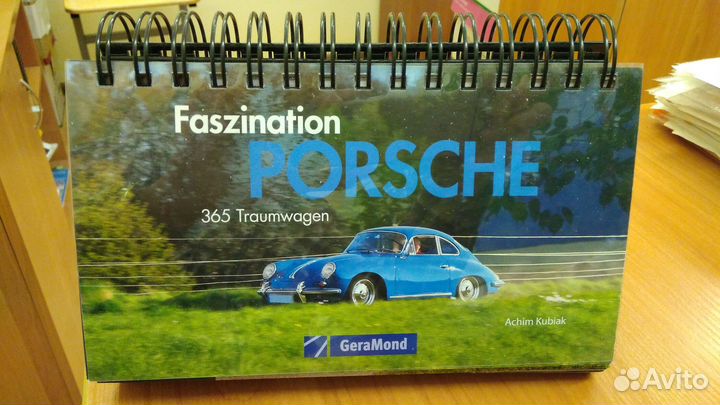 Faszination
PORSCHE
365 Traumwagen
Achim Kubiak
GeraMond
Avito